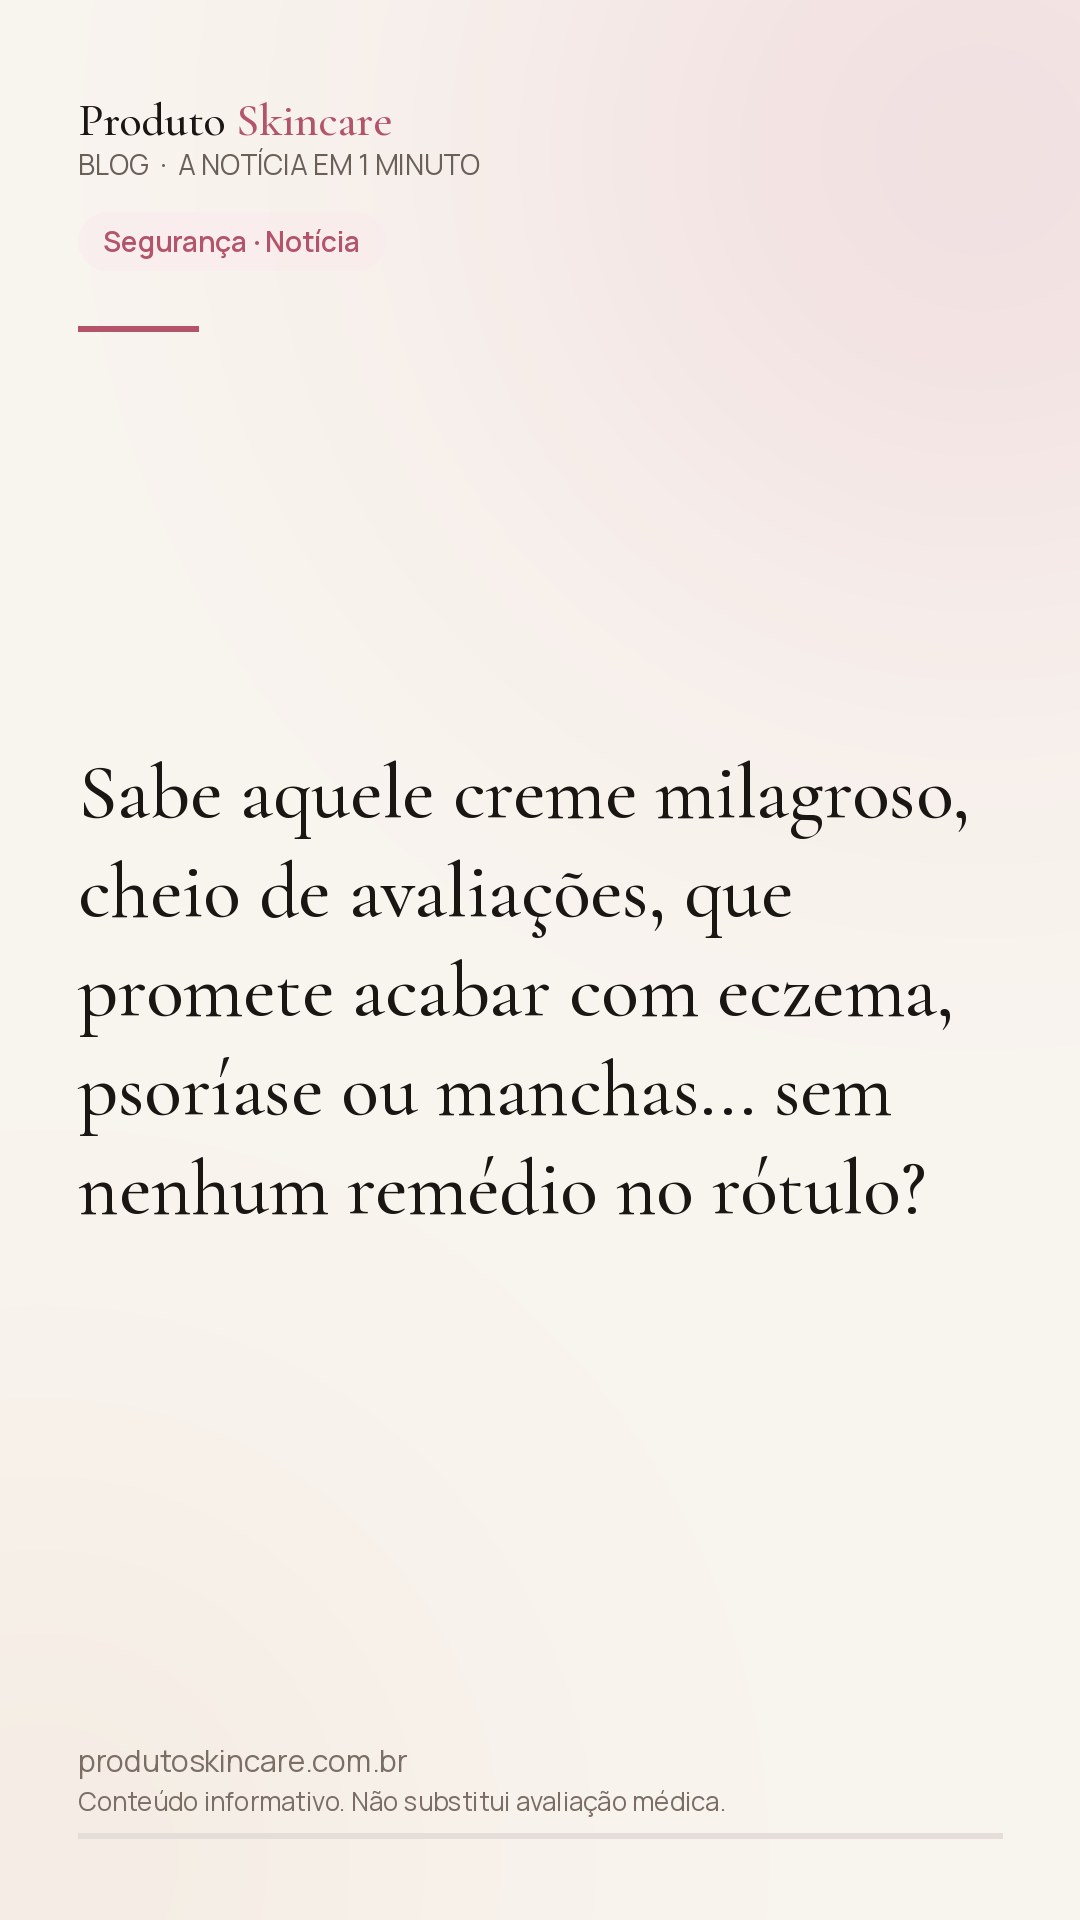 Produto Skincare
BLOG · A NOTÍCIA EM 1 MINUTO
Segurança · Notícia
Sabe aquele creme milagroso,
cheio de avaliações, que
promete acabar com eczema,
psoríase ou manchas... sem
nenhum remédio no rótulo?
produtoskincare.com.br
Conteúdo informativo. Não substitui avaliação médica.